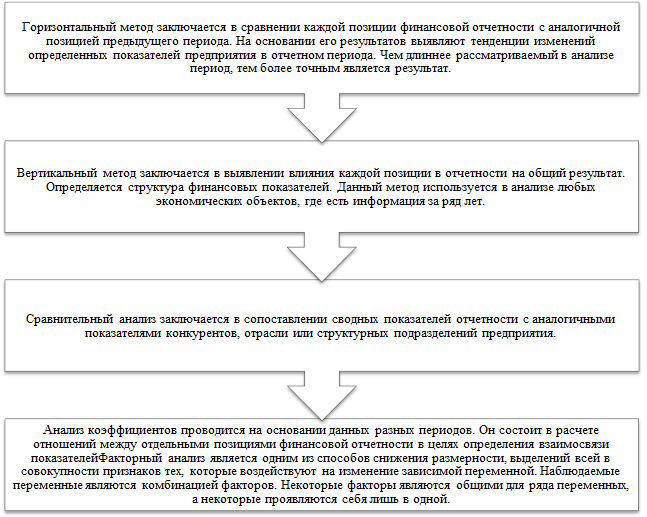 Горизонтальный метод заключается в сравнении каждой позиции финансовой отчетности с аналогичной
позицией предыдущего периода. На основании его результатов выявляют тенденции изменений
определенных показателей предприятия в отчетном периода. Чем длиннее рассматриваемый в анализе
период, тем более точным является результат.
Вертикальный метод заключается в выявлении влияния каждой позиции в отчетности на общий результат.
Определяется структура финансовых показателей. Данный метод используется в анализе любых
экономических объектов, где есть информация за ряд лет.
Сравнительный анализ заключается в сопоставлении сводных показателей отчетности с аналогичными
показателями конкурентов, отрасли или структурных подразделений предприятия.
Анализ коэффициентов проводится на основании данных разных периодов. Он состоит в расчете
отношений между отдельными позициями финансовой отчетности в целях определения взаимосвязи
показателейФакторный анализ является одним из способов снижения размерности, выделений всей в
совокупности признаков тех, которые воздействуют на изменение зависимой переменной. Наблюдаемые
переменные являются комбинацией факторов. Некоторые факторы являются общими для ряда переменных,
а некоторые проявляются себя лишь в одной.